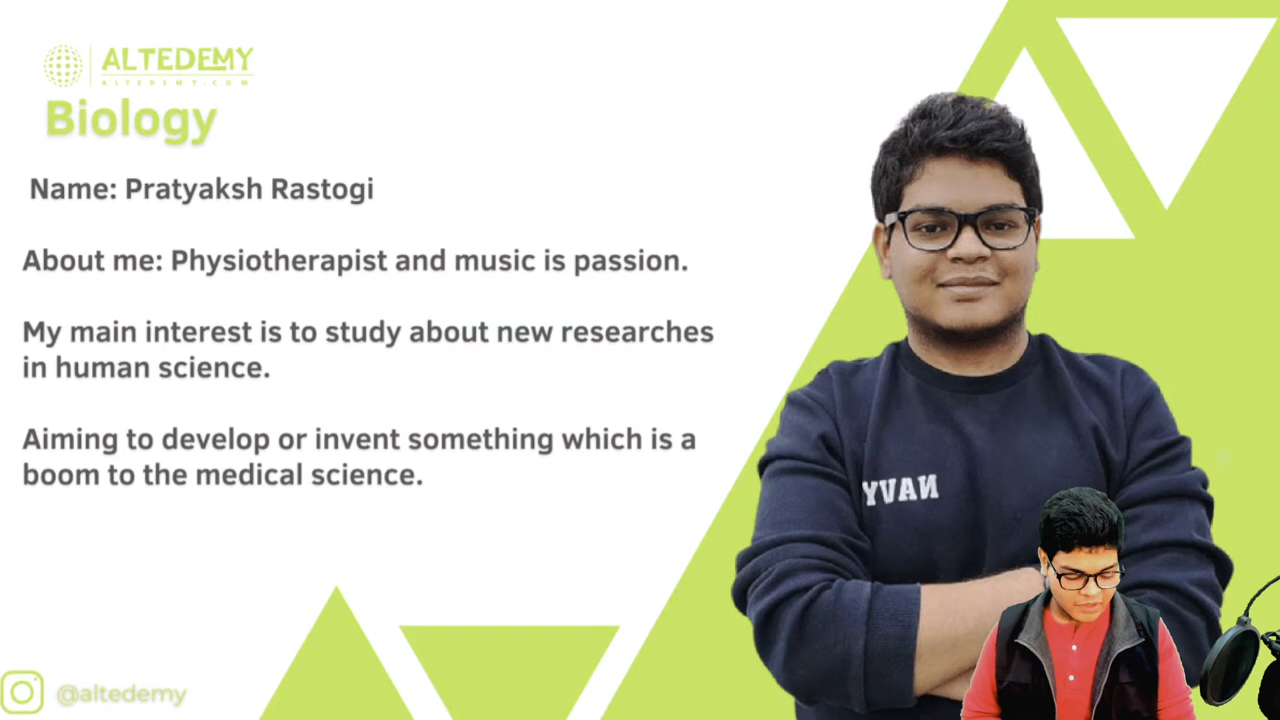 ALTEDEMY
ALTEDEMY.COM
Biology
Name: Pratyaksh Rastogi
About me: Physiotherapist and music is passion.
My main interest is to study about new researches
in human science.
Aiming to develop or invent something which is a
boom to the medical science.
NAVY
@altedemy